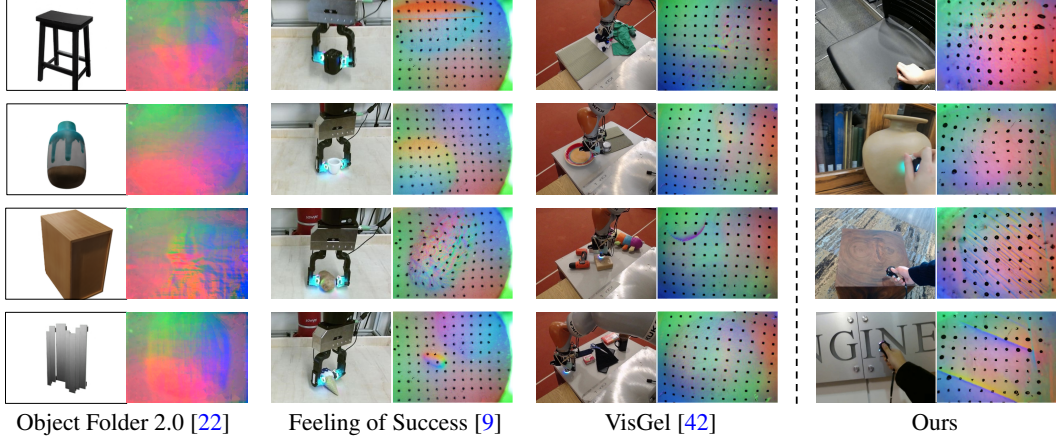 NGINE
Object Folder 2.0 [22]
Feeling of Success [9]
VisGel [42]
Ours